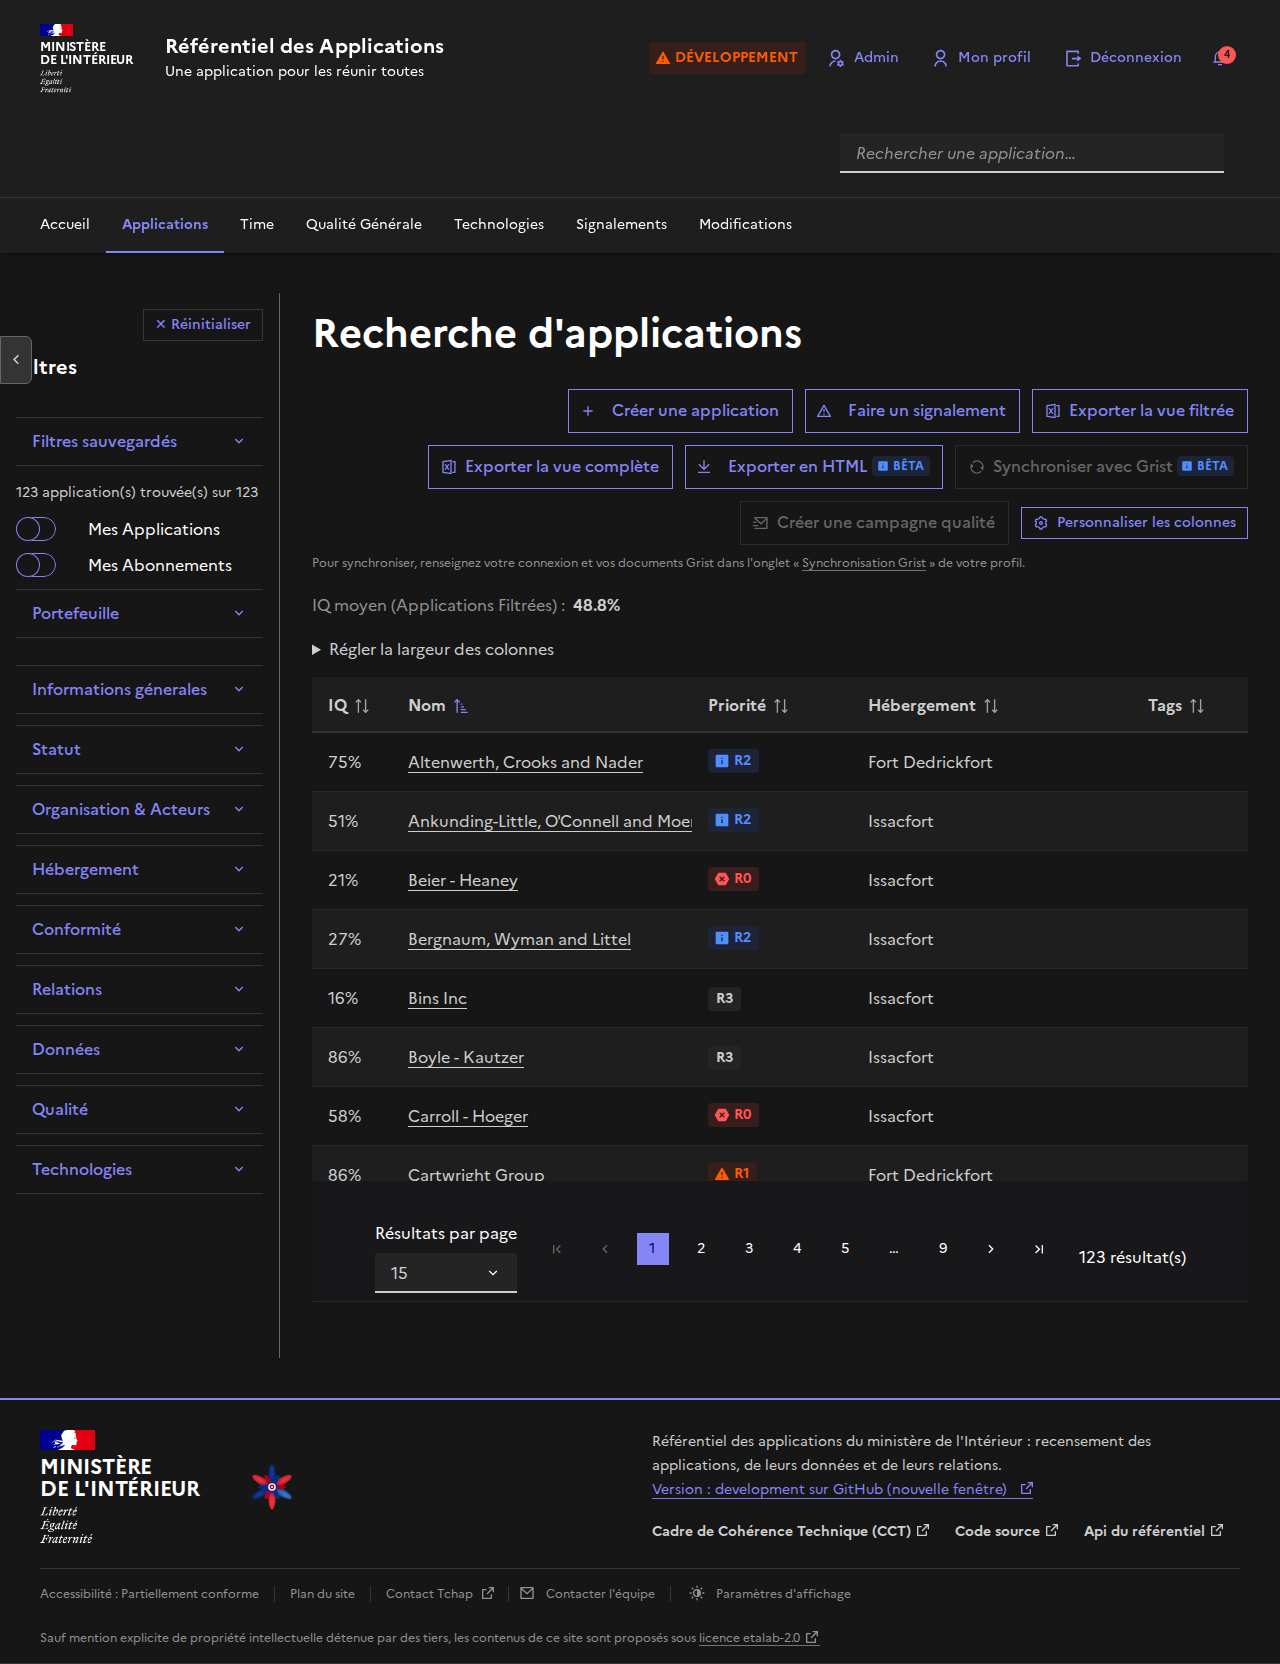 MINISTÈRE
DE L'INTÉRIEUR
Liberté
Égalité
Fraternité
Référentiel des Applications
Une application pour les réunir toutes
DÉVELOPPEMENT
Admin
Mon profil
Déconnexion
4
Rechercher une application…
Accueil
Applications
Time
Qualité Générale
Technologies
Signalements
Modifications
Réinitialiser
ltres
Filtres sauvegardés
123 application(s) trouvée(s) sur 123
Mes Applications
Mes Abonnements
Portefeuille
Informations génerales
Statut
Organisation & Acteurs
Hébergement
Conformité
Relations
Données
Qualité
Technologies
Recherche d'applications
Créer une application
Faire un signalement
Exporter la vue filtrée
Exporter la vue complète
Exporter en HTML BÊTA
Synchroniser avec Grist BÊTA
Créer une campagne qualité
Personnaliser les colonnes
Pour synchroniser, renseignez votre connexion et vos documents Grist dans l'onglet « Synchronisation Grist » de votre profil.
IQ moyen (Applications Filtrées) : 48.8%
Régler la largeur des colonnes
IQ Nom Priorité Hébergement Tags
75% Altenwerth, Crooks and Nader R2 Fort Dedrickfort
51% Ankunding-Little, O'Connell and Moer R2 Issacfort
21% Beier - Heaney R0 Issacfort
27% Bergnaum, Wyman and Littel R2 Issacfort
16% Bins Inc R3 Issacfort
86% Boyle - Kautzer R3 Issacfort
58% Carroll - Hoeger R0 Issacfort
86% Cartwright Group R1 Fort Dedrickfort
Résultats par page
15
1 2 3 4 5 … 9
123 résultat(s)
MINISTÈRE
DE L'INTÉRIEUR
Liberté
Égalité
Fraternité
Référentiel des applications du ministère de l'Intérieur : recensement des
applications, de leurs données et de leurs relations.
Version : development sur GitHub (nouvelle fenêtre)
Cadre de Cohérence Technique (CCT)
Code source
Api du référentiel
Accessibilité : Partiellement conforme
Plan du site
Contact Tchap
Contacter l'équipe
Paramètres d'affichage
Sauf mention explicite de propriété intellectuelle détenue par des tiers, les contenus de ce site sont proposés sous licence etalab-2.0